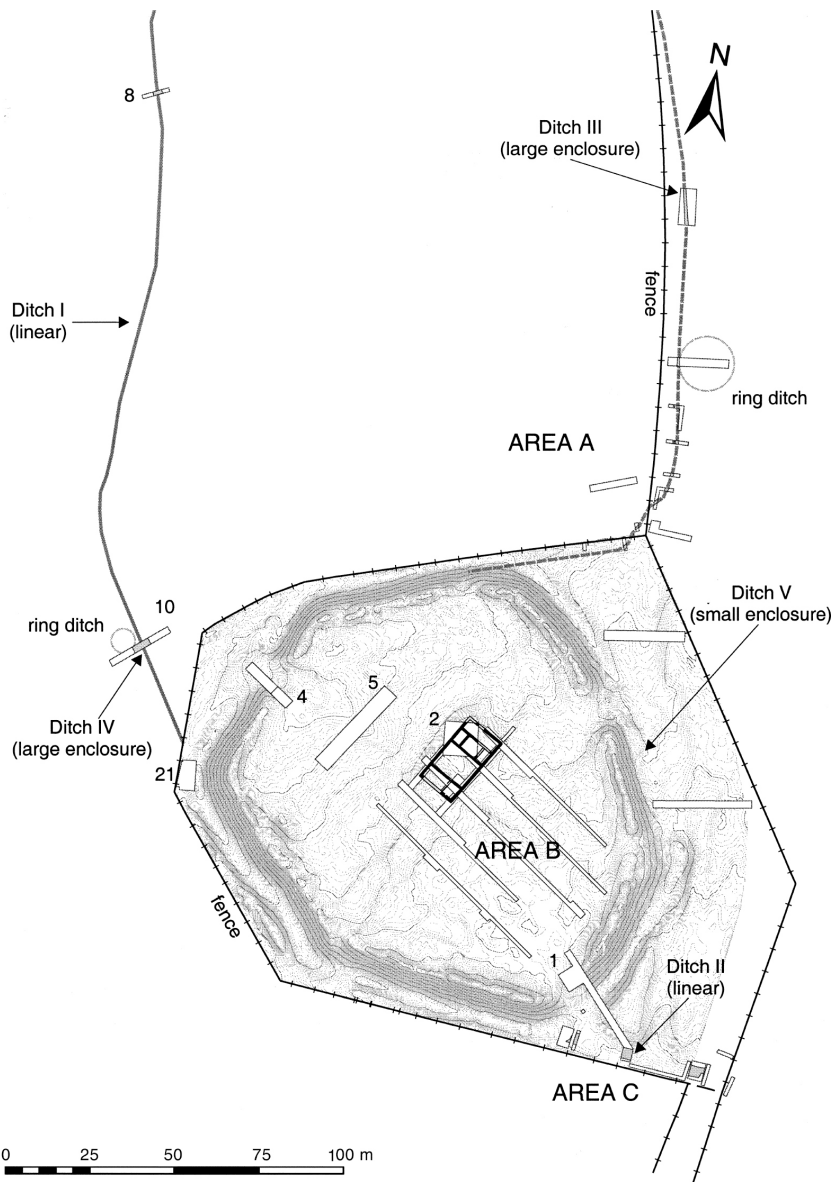 N
8
Ditch III
(large enclosure)
fence
Ditch I
(linear)
ring ditch
AREA A
10
ring ditch
Ditch V
(small enclosure)
4
5
2
Ditch IV
(large enclosure)
21
AREA B
fence
1
Ditch II
(linear)
AREA C
0 25 50 75 100 m